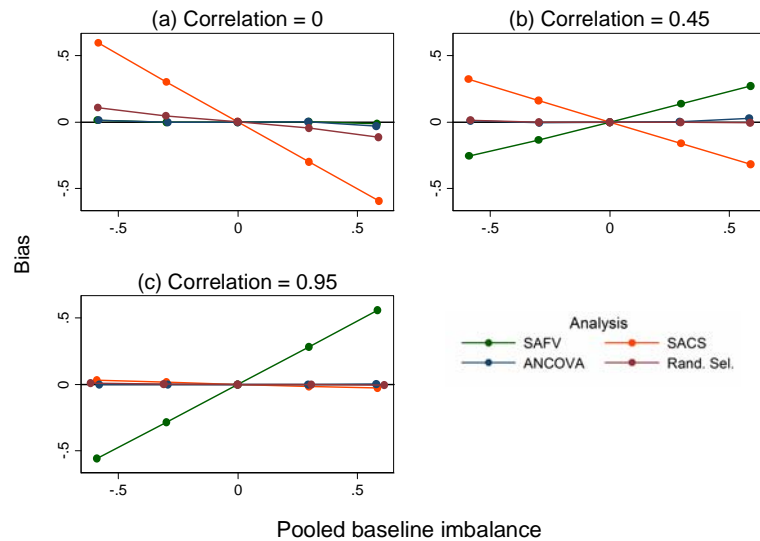 (a) Correlation = 0
.5
0
-.5
-.5
0
.5
(b) Correlation = 0.45
.5
0
-.5
-.5
0
.5
Bias
(c) Correlation = 0.95
.5
0
-.5
-.5
0
.5
Analysis
SAFV
SACS
ANCOVA
Rand. Sel.
Pooled baseline imbalance